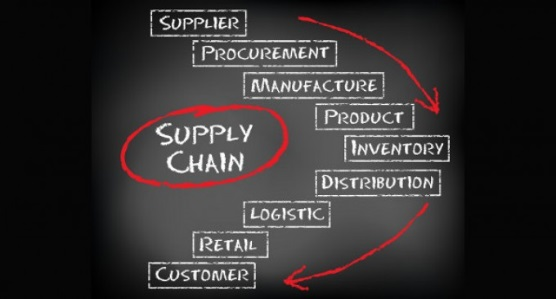 SUPPLIER
PROCUREMENT
MANUFACTURE
PRODUCT
SUPPLY
CHAIN
INVENTORY
DISTRIBUTION
LOGISTIC
RETAIL
CUSTOMER